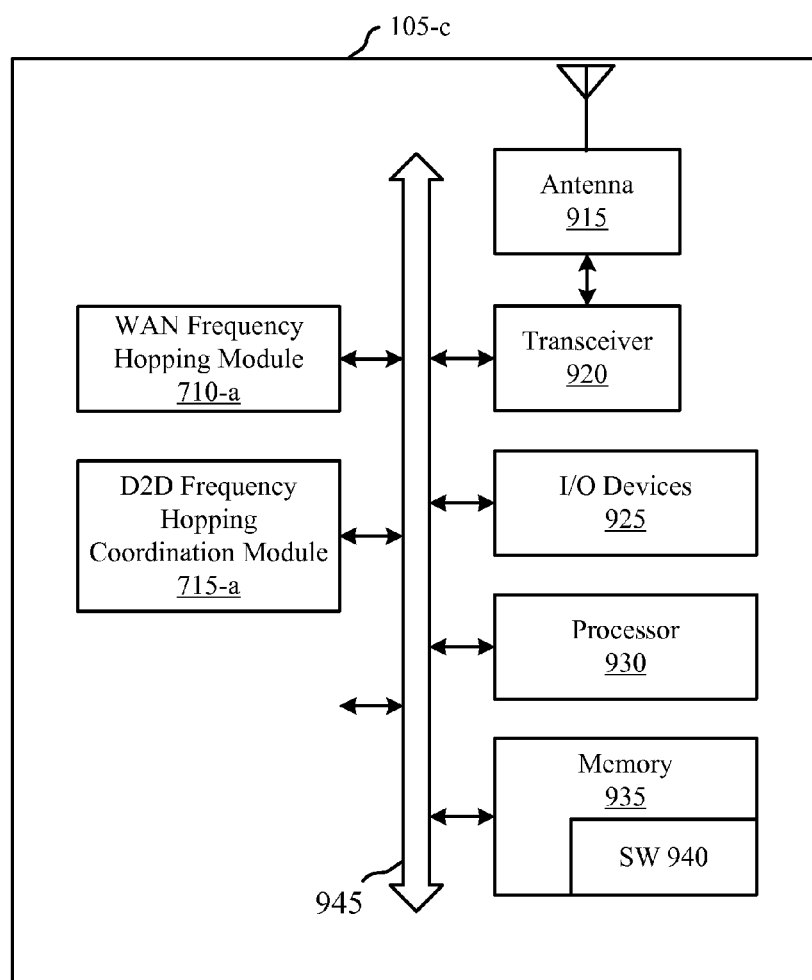 105-c
Antenna
915
WAN Frequency
Hopping Module
710-a
Transceiver
920
D2D Frequency
Hopping
Coordination Module
715-a
I/O Devices
925
Processor
930
Memory
935
SW 940
945